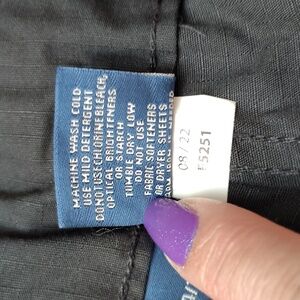 MACHINE WASH COLD
USE MILD DETERGENT
DO NOT USE CHLORINE BLEACH,
OPTICAL BRIGHTENERS
OR STARCH
TUMBLE DRY LOW
DO NOT USE
FABRIC SOFTENERS
OR DRYER SHEETS
08/22
F5251